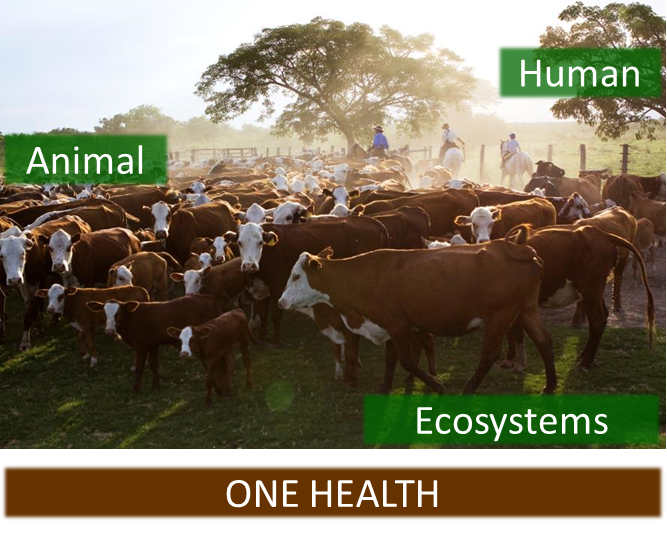 Human
Animal
Ecosystems
ONE HEALTH